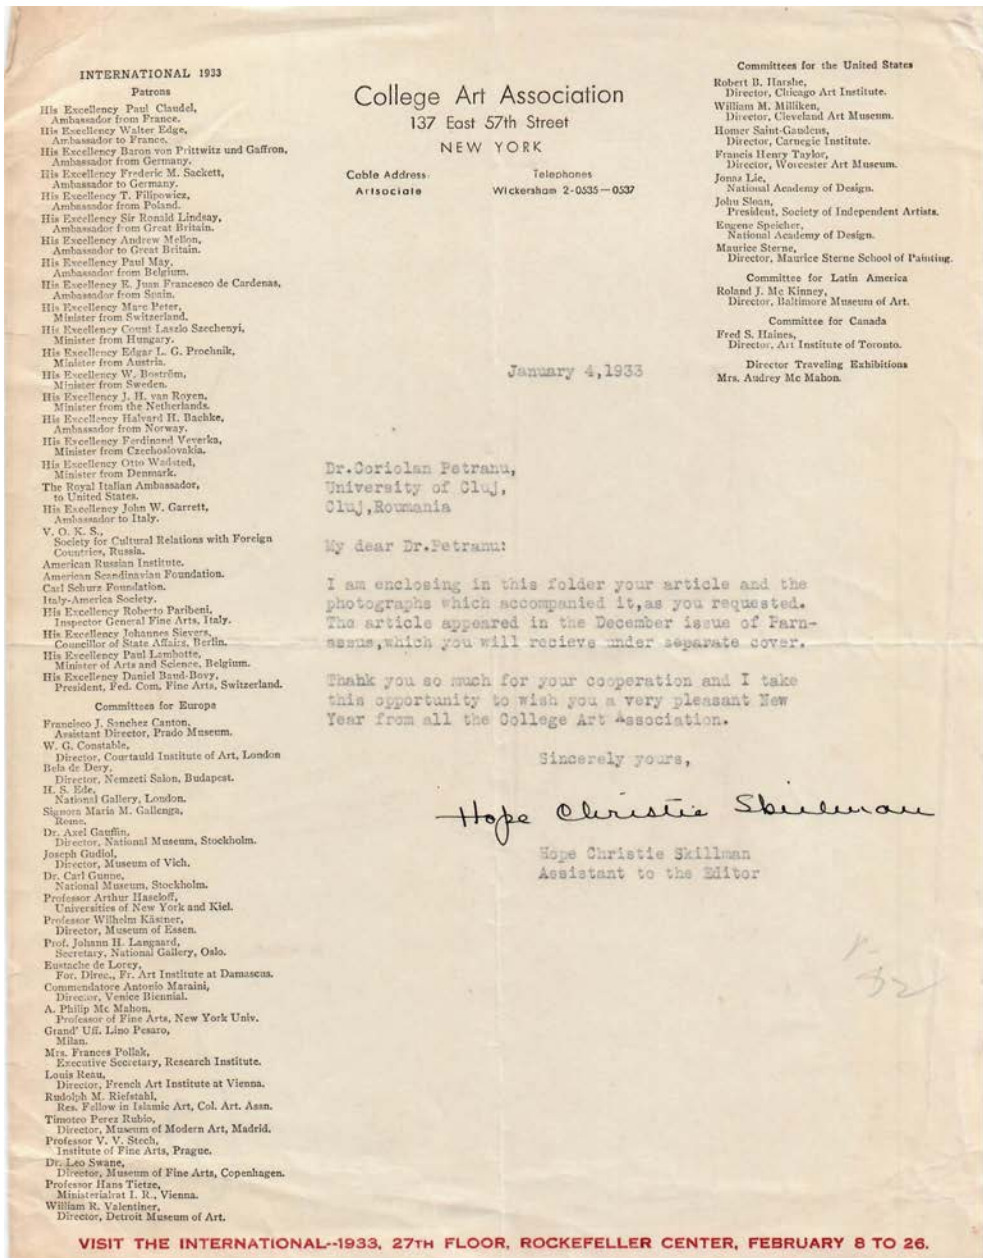 INTERNATIONAL 1933
Patrons
His Excellency Paul Claudel,
Ambassador from France.
His Excellency Walter Edge,
Ambassador to France.
His Excellency Baron von Prittwitz und Gaffron,
Ambassador from Germany.
His Excellency Frederic M. Sackett,
Ambassador to Germany.
His Excellency T. Filipowicz,
Ambassador from Poland.
His Excellency Sir Ronald Lindsay,
Ambassador from Great Britain.
His Excellency Andrew Mellon,
Ambassador to Great Britain.
His Excellency Paul May,
Ambassador from Belgium.
His Excellency E. Juan Francesco de Cardenas,
Ambassador from Spain.
His Excellency Marc Peter,
Minister from Switzerland.
His Excellency Count Laszlo Szechenyi,
Minister from Hungary.
His Excellency Edgar L. G. Prochnik,
Minister from Austria.
His Excellency W. Boström,
Minister from Sweden.
His Excellency J. H. van Royen,
Minister from the Netherlands.
His Excellency Halvard H. Bachke,
Ambassador from Norway.
His Excellency Ferdinand Veverka,
Minister from Czechoslovakia.
His Excellency Otto Wadsted,
Minister from Denmark.
The Royal Italian Ambassador,
to United States.
His Excellency John W. Garrett,
Ambassador to Italy.
V. O. K. S.,
Society for Cultural Relations with Foreign
Countries, Russia.
American Russian Institute.
American Scandinavian Foundation.
Carl Schurz Foundation.
Italy-America Society.
His Excellency Roberto Paribeni,
Inspector General Fine Arts, Italy.
His Excellency Johannes Sievers,
Councillor of State Affairs, Berlin.
His Excellency Paul Lambotte,
Minister of Arts and Science, Belgium.
His Excellency Daniel Baud-Bovy,
President, Fed. Com. Fine Arts, Switzerland.
Committees for Europe
Francisco J. Sanchez Canton,
Assistant Director, Prado Museum.
W. G. Constable,
Director, Courtauld Institute of Art, London
Bela de Dery,
Director, Nemzeti Salon, Budapest.
H. S. Ede,
National Gallery, London.
Signora Maria M. Gallenga,
Rome.
Dr. Axel Gauffin,
Director, National Museum, Stockholm.
Joseph Gudiol,
Director, Museum of Vich.
Dr. Carl Gunne,
National Museum, Stockholm.
Professor Arthur Haseloff,
Universities of New York and Kiel.
Professor Wilhelm Kästner,
Director, Museum of Essen.
Prof. Johann H. Langaard,
Secretary, National Gallery, Oslo.
Eustache de Lorey,
For. Direc., Fr. Art Institute at Damascus.
Commendatore Antonio Maraini,
Director, Venice Biennial.
A. Philip Mc Mahon,
Professor of Fine Arts, New York Univ.
Grand' Uff. Lino Pesaro,
Milan.
Mrs. Frances Pollak,
Executive Secretary, Research Institute.
Louis Reau,
Director, French Art Institute at Vienna.
Rudolph M. Riefstahl,
Res. Fellow in Islamic Art, Col. Art. Assn.
Timoteo Perez Rubio,
Director, Museum of Modern Art, Madrid.
Professor V. V. Stech,
Institute of Fine Arts, Prague.
Dr. Leo Swane,
Director, Museum of Fine Arts, Copenhagen.
Professor Hans Tietze,
Ministerialrat I. R., Vienna.
William R. Valentiner,
Director, Detroit Museum of Art.
College Art Association
137 East 57th Street
NEW YORK
Cable Address: Telephones
Artsociate Wickersham 2-0535—0537
Committees for the United States
Robert B. Harshe,
Director, Chicago Art Institute.
William M. Milliken,
Director, Cleveland Art Museum.
Homer Saint-Gaudens,
Director, Carnegie Institute.
Francis Henry Taylor,
Director, Worcester Art Museum.
Jonas Lie,
National Academy of Design.
John Sloan,
President, Society of Independent Artists.
Eugene Speicher,
National Academy of Design.
Maurice Sterne,
Director, Maurice Sterne School of Painting.
Committee for Latin America
Roland J. Mc Kinney,
Director, Baltimore Museum of Art.
Committee for Canada
Fred S. Haines,
Director, Art Institute of Toronto.
Director Traveling Exhibitions
Mrs. Audrey Mc Mahon.
January 4,1933
Dr.Coriolan Petranu,
University of Cluj,
Cluj,Roumania
My dear Dr.Petranu:
I am enclosing in this folder your article and the
photographs which accompanied it,as you requested.
The article appeared in the December issue of Parn-
assus,which you will recieve under separate cover.
Thahk you so much for your cooperation and I take
this opportunity to wish you a very pleasant New
Year from all the College Art Association.
Sincerely yours,
Hope Christie Skillman
Hope Christie Skillman
Assistant to the Editor
32
VISIT THE INTERNATIONAL--1933, 27TH FLOOR, ROCKEFELLER CENTER, FEBRUARY 8 TO 26.